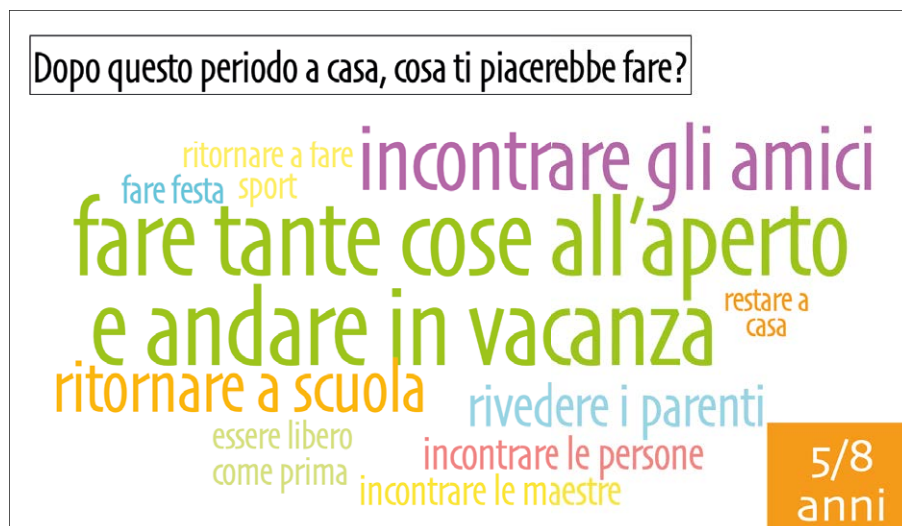 Dopo questo periodo a casa, cosa ti piacerebbe fare?
ritornare a fare
sport
incontrare gli amici
fare festa
fare tante cose all'aperto
e andare in vacanza
restare a
casa
ritornare a scuola
rivedere i parenti
essere libero
come prima
incontrare le persone
incontrare le maestre
5/8
anni